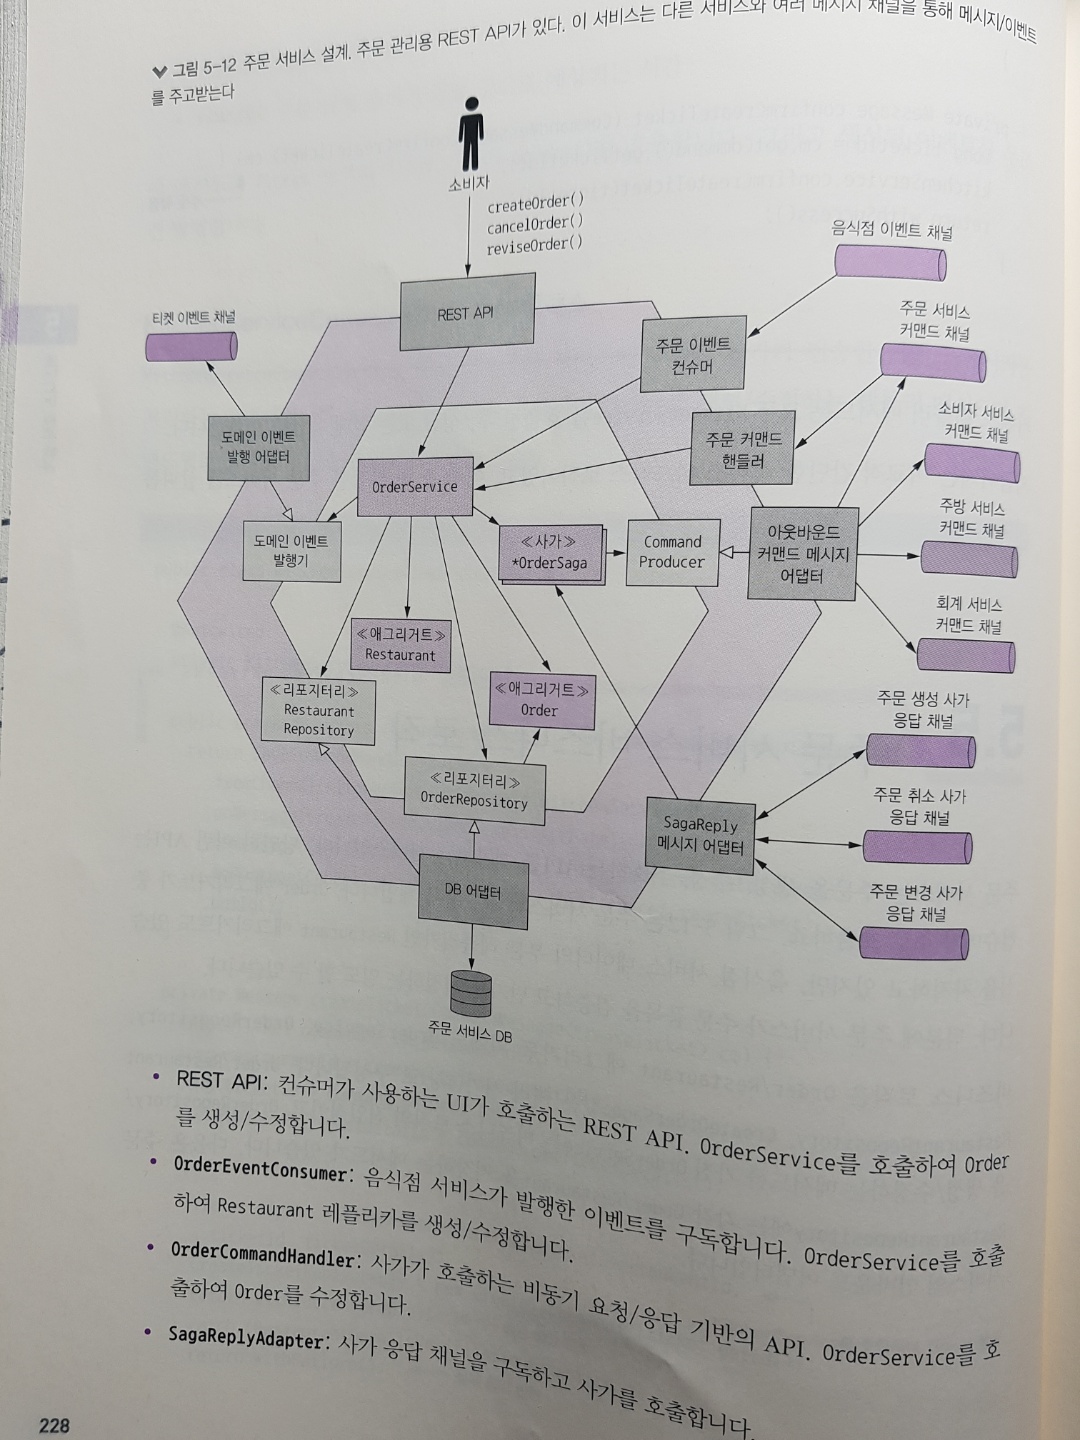 그림 5-12 주문 서비스 설계. 주문 관리용 REST API가 있다. 이 서비스는 다른 서비스와 여러 메시지 채널을 통해 메시지/이벤트
를 주고받는다
소비자
createOrder()
cancelOrder()
reviseOrder()
음식점 이벤트 채널
REST API
티켓 이벤트 채널
주문 이벤트
컨슈머
주문 서비스
커맨드 채널
도메인 이벤트
발행 어댑터
주문 커맨드
핸들러
소비자 서비스
커맨드 채널
OrderService
도메인 이벤트
발행기
≪사가≫
*OrderSaga
Command
Producer
아웃바운드
커맨드 메시지
어댑터
주방 서비스
커맨드 채널
회계 서비스
커맨드 채널
≪애그리거트≫
Restaurant
≪리포지터리≫
Restaurant
Repository
≪애그리거트≫
Order
주문 생성 사가
응답 채널
≪리포지터리≫
OrderRepository
SagaReply
메시지 어댑터
주문 취소 사가
응답 채널
DB 어댑터
주문 변경 사가
응답 채널
주문 서비스 DB
• REST API: 컨슈머가 사용하는 UI가 호출하는 REST API. OrderService를 호출하여 Order
를 생성/수정합니다.
• OrderEventConsumer: 음식점 서비스가 발행한 이벤트를 구독합니다. OrderService를 호출
하여 Restaurant 레플리카를 생성/수정합니다.
• OrderCommandHandler: 사가가 호출하는 비동기 요청/응답 기반의 API. OrderService를 호
출하여 Order를 수정합니다.
• SagaReplyAdapter: 사가 응답 채널을 구독하고 사가를 호출합니다.
228